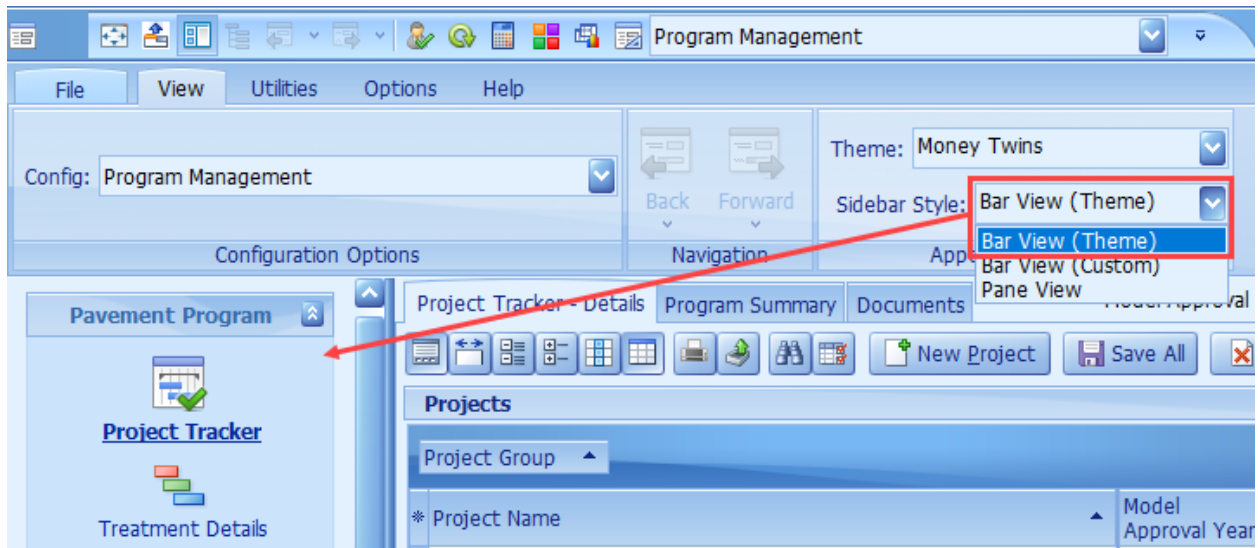 Program Management
File View Utilities Options Help
Config: Program Management
Back Forward
Theme: Money Twins
Sidebar Style: Bar View (Theme)
Bar View (Theme)
Bar View (Custom)
Pane View
Configuration Options Navigation
Pavement Program
Project Tracker
Treatment Details
Project Tracker - Details Program Summary Documents Model Approval
New Project Save All
Projects
Project Group
* Project Name
Model
Approval Year